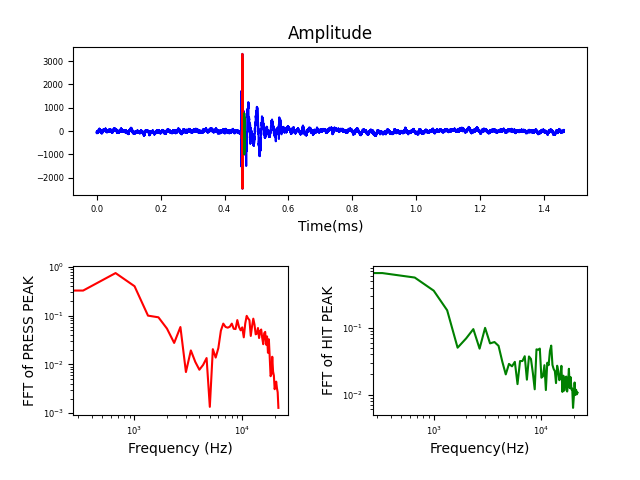 Amplitude
3000
2000
1000
0
−1000
−2000
0.0 0.2 0.4 0.6 0.8 1.0 1.2 1.4
Time(ms)
FFT of PRESS PEAK
10⁰
10⁻¹
10⁻²
10⁻³
10³ 10⁴
Frequency (Hz)
FFT of HIT PEAK
10⁻¹
10⁻²
10³ 10⁴
Frequency(Hz)